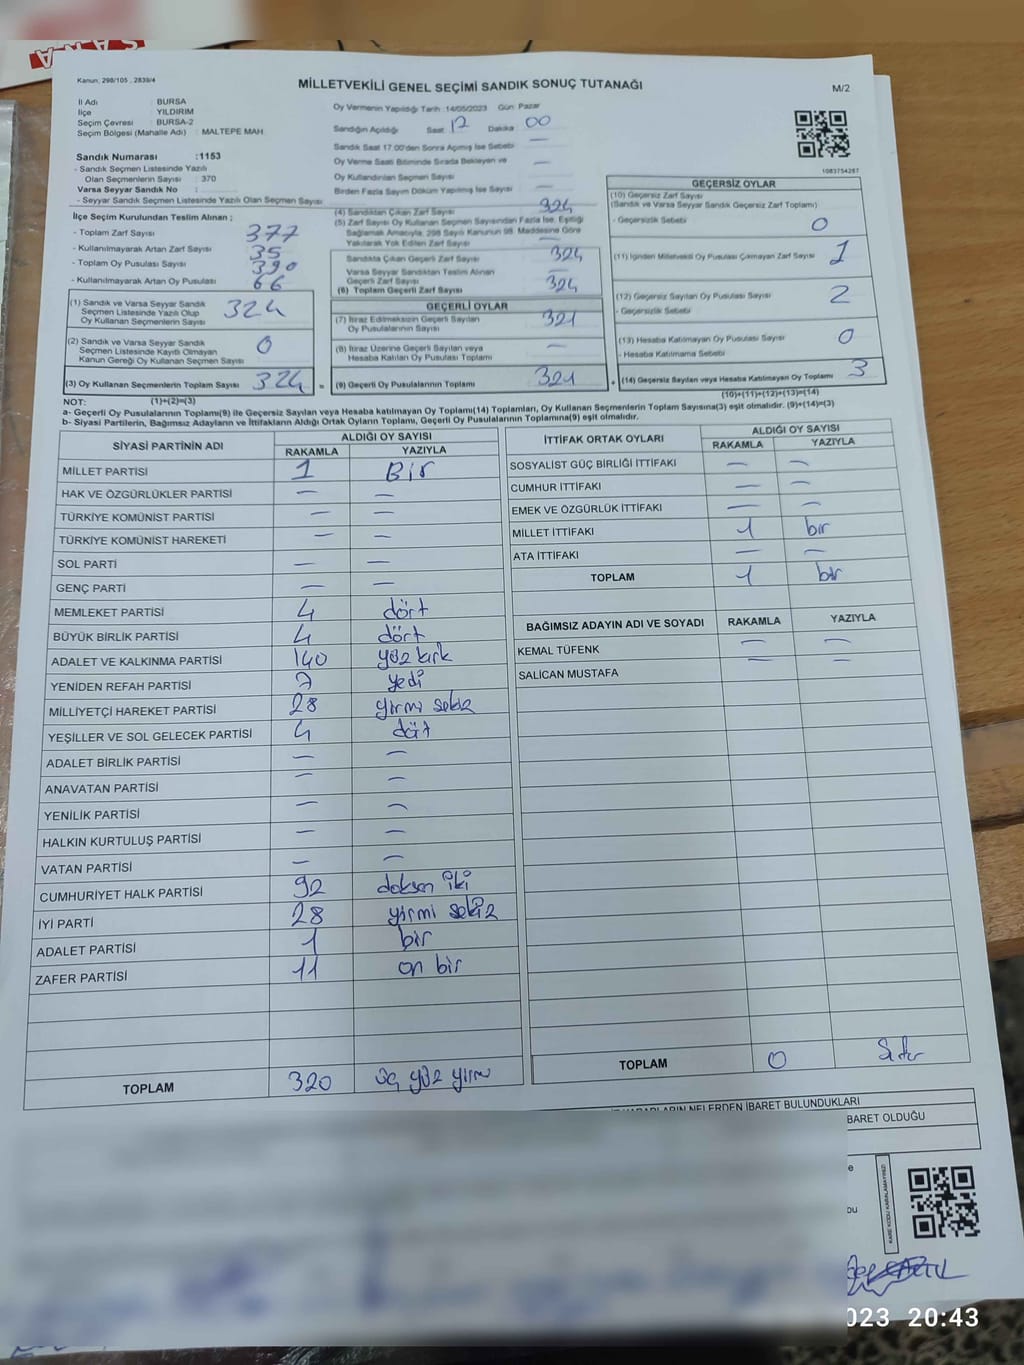 Kanun: 298/105 , 2839/4
MİLLETVEKİLİ GENEL SEÇİMİ SANDIK SONUÇ TUTANAĞI
M/2
İl Adı : BURSA
İlçe : YILDIRIM
Seçim Çevresi : BURSA-2
Seçim Bölgesi (Mahalle Adı) : MALTEPE MAH.
Oy Vermenin Yapıldığı Tarih :14/05/2023 Gün: Pazar
Sandığın Açıldığı Saat 17 Dakika 00
Sandık Saat 17:00'den Sonra Açılmış İse Sebebi —
Oy Verme Saati Bitiminde Sırada Bekleyen ve
Oy Kullandırılan Seçmen Sayısı —
Birden Fazla Sayım Döküm Yapılmış İse Sayısı —
1083754287
Sandık Numarası :1153
- Sandık Seçmen Listesinde Yazılı
Olan Seçmenlerin Sayısı : 370
Varsa Seyyar Sandık No :
- Seyyar Sandık Seçmen Listesinde Yazılı Olan Seçmen Sayısı
İlçe Seçim Kurulundan Teslim Alınan ;
- Toplam Zarf Sayısı 377
- Kullanılmayarak Artan Zarf Sayısı 35
- Toplam Oy Pusulası Sayısı 390
- Kullanılmayarak Artan Oy Pusulası 66
(1) Sandık ve Varsa Seyyar Sandık
Seçmen Listesinde Yazılı Olup
Oy Kullanan Seçmenlerin Sayısı 324
(2) Sandık ve Varsa Seyyar Sandık
Seçmen Listesinde Kayıtlı Olmayan
Kanun Gereği Oy Kullanan Seçmen Sayısı 0
(3) Oy Kullanan Seçmenlerin Toplam Sayısı 324 =
(1)+(2)=(3)
(4) Sandıktan Çıkan Zarf Sayısı 324
(5) Zarf Sayısı Oy Kullanan Seçmen Sayısından Fazla İse, Eşitliği
Sağlamak Amacıyla, 298 Sayılı Kanunun 98. Maddesine Göre
Yakılarak Yok Edilen Zarf Sayısı —
Sandıkta Çıkan Geçerli Zarf Sayısı 324
Varsa Seyyar Sandıktan Teslim Alınan
Geçerli Zarf Sayısı —
(6) Toplam Geçerli Zarf Sayısı 324
GEÇERLİ OYLAR
(7) İtiraz Edilmeksizin Geçerli Sayılan
Oy Pusulalarının Sayısı 321
(8) İtiraz Üzerine Geçerli Sayılan veya
Hesaba Katılan Oy Pusulası Toplamı —
(9) Geçerli Oy Pusulalarının Toplamı 321 +
GEÇERSİZ OYLAR
(10) Geçersiz Zarf Sayısı
(Sandık ve Varsa Seyyar Sandık Geçersiz Zarf Toplamı)
- Geçersizlik Sebebi 0
(11) İçinden Milletvekili Oy Pusulası Çıkmayan Zarf Sayısı 1
(12) Geçersiz Sayılan Oy Pusulası Sayısı 2
- Geçersizlik Sebebi
(13) Hesaba Katılmayan Oy Pusulası Sayısı 0
- Hesaba Katılmama Sebebi
(14) Geçersiz Sayılan veya Hesaba Katılmayan Oy Toplamı 3
(10)+(11)+(12)+(13)=(14)
NOT:
a- Geçerli Oy Pusulalarının Toplamı(9) ile Geçersiz Sayılan veya Hesaba katılmayan Oy Toplamı(14) Toplamları, Oy Kullanan Seçmenlerin Toplam Sayısına(3) eşit olmalıdır. (9)+(14)=(3)
b- Siyasi Partilerin, Bağımsız Adayların ve İttifakların Aldığı Oyların Toplamı, Geçerli Oy Pusulalarının Toplamına(9) eşit olmalıdır.
SİYASİ PARTİNİN ADI
ALDIĞI OY SAYISI
RAKAMLA YAZIYLA
MİLLET PARTİSİ 1 Bir
HAK VE ÖZGÜRLÜKLER PARTİSİ — —
TÜRKİYE KOMÜNİST PARTİSİ — —
TÜRKİYE KOMÜNİST HAREKETİ — —
SOL PARTİ — —
GENÇ PARTİ — —
MEMLEKET PARTİSİ 4 dört
BÜYÜK BİRLİK PARTİSİ 4 dört
ADALET VE KALKINMA PARTİSİ 140 yüz kırk
YENİDEN REFAH PARTİSİ 7 yedi
MİLLİYETÇİ HAREKET PARTİSİ 28 yirmi sekiz
YEŞİLLER VE SOL GELECEK PARTİSİ 4 dört
ADALET BİRLİK PARTİSİ — —
ANAVATAN PARTİSİ — —
YENİLİK PARTİSİ — —
HALKIN KURTULUŞ PARTİSİ — —
VATAN PARTİSİ — —
CUMHURİYET HALK PARTİSİ 92 doksan iki
İYİ PARTİ 28 yirmi sekiz
ADALET PARTİSİ 1 bir
ZAFER PARTİSİ 11 on bir
TOPLAM 320 üç yüz yirmi
İTTİFAK ORTAK OYLARI
ALDIĞI OY SAYISI
RAKAMLA YAZIYLA
SOSYALİST GÜÇ BİRLİĞİ İTTİFAKI — —
CUMHUR İTTİFAKI — —
EMEK VE ÖZGÜRLÜK İTTİFAKI — —
MİLLET İTTİFAKI 1 bir
ATA İTTİFAKI — —
TOPLAM 1 bir
BAĞIMSIZ ADAYIN ADI VE SOYADI RAKAMLA YAZIYLA
KEMAL TÜFENK — —
SALİCAN MUSTAFA — —
TOPLAM 0 Sıfır
NELERDEN İBARET BULUNDUKLARI
BARET OLDUĞU
KARE KODU KARALAMAYINIZ!
023 20:43